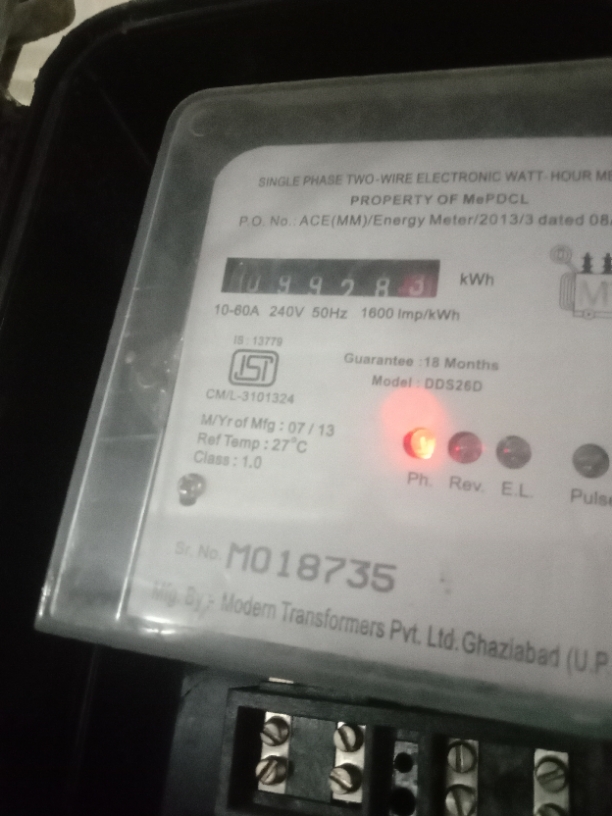 SINGLE PHASE TWO-WIRE ELECTRONIC WATT-HOUR
PROPERTY OF MePDCL
P.O. No.: ACE(MM)/Energy Meter/2013/3 dated 08
kWh
10-60A 240V 50Hz 1600 Imp/kWh
IS : 13779
ISI
CM/L-3101324
Guarantee :18 Months
Model : DDS26D
M/Yr of Mfg : 07 / 13
Ref Temp : 27°C
Class : 1.0
Ph. Rev. E.L. Pulse
Sr. No. M018735
Mfg. By :- Modern Transformers Pvt. Ltd. Ghaziabad (U.P